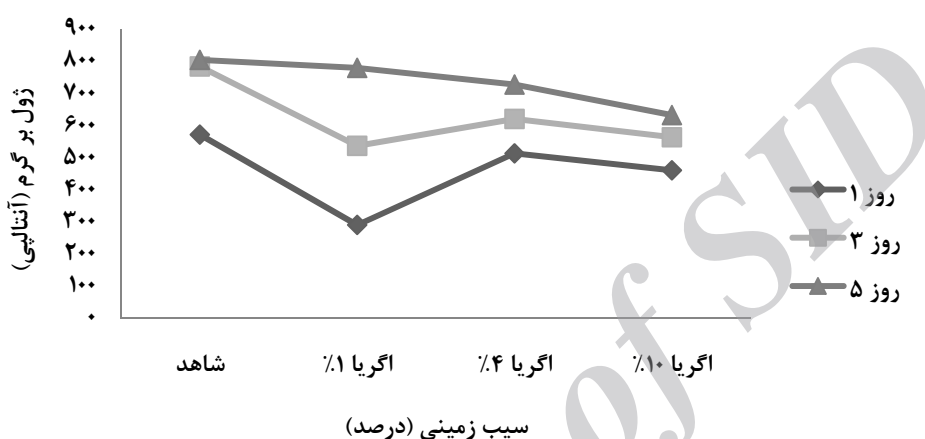 ۹۰۰
۸۰۰
۷۰۰
۶۰۰
۵۰۰
۴۰۰
۳۰۰
۲۰۰
۱۰۰
۰
ژول بر گرم (آنتالپی)
شاهد
اگریا ۱٪
اگریا ۴٪
اگریا ۱۰٪
سیب زمینی (درصد)
روز ۱
روز ۳
روز ۵
of SID